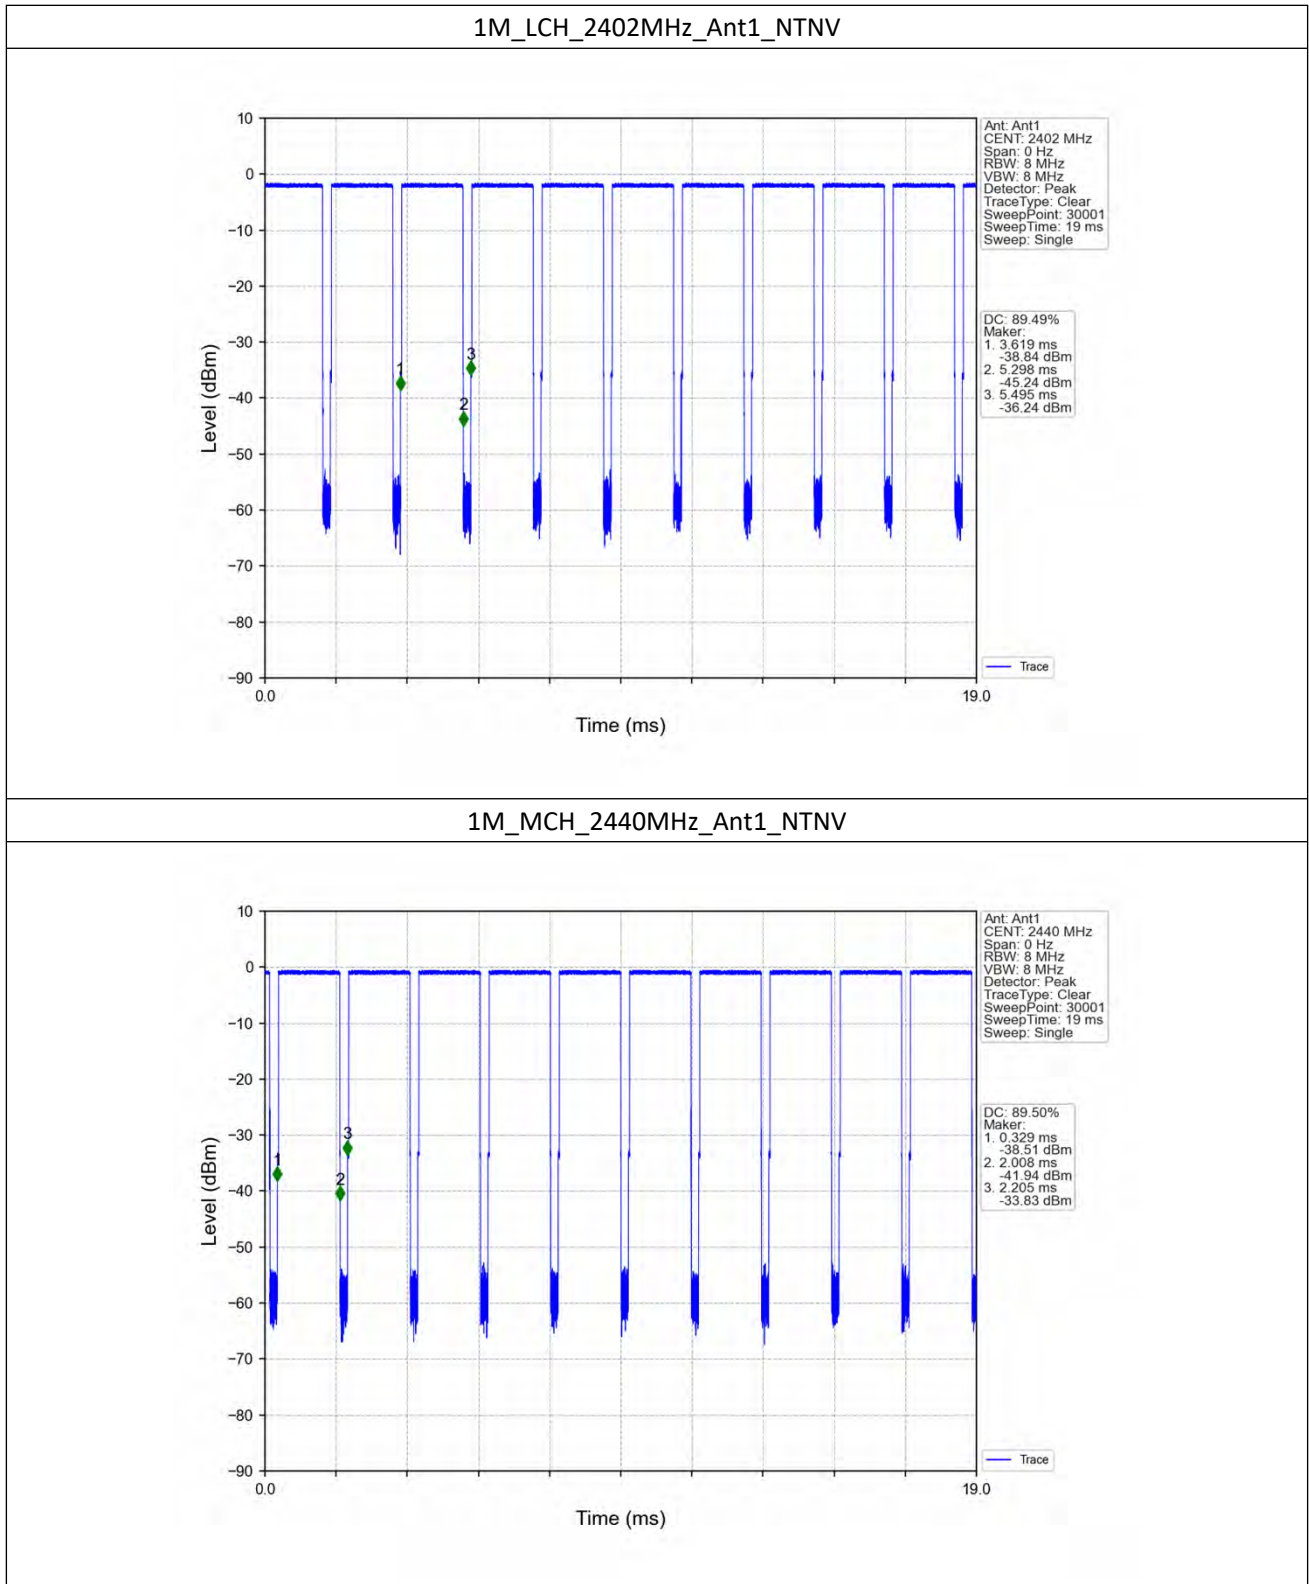 1M_LCH_2402MHz_Ant1_NTNV
10
0
−10
−20
−30
−40
−50
−60
−70
−80
−90
Level (dBm)
1
2
3
0.0
19.0
Time (ms)
Ant: Ant1
CENT: 2402 MHz
Span: 0 Hz
RBW: 8 MHz
VBW: 8 MHz
Detector: Peak
TraceType: Clear
SweepPoint: 30001
SweepTime: 19 ms
Sweep: Single
DC: 89.49%
Maker:
1. 3.619 ms
-38.84 dBm
2. 5.298 ms
-45.24 dBm
3. 5.495 ms
-36.24 dBm
Trace
1M_MCH_2440MHz_Ant1_NTNV
10
0
−10
−20
−30
−40
−50
−60
−70
−80
−90
Level (dBm)
1
2
3
0.0
19.0
Time (ms)
Ant: Ant1
CENT: 2440 MHz
Span: 0 Hz
RBW: 8 MHz
VBW: 8 MHz
Detector: Peak
TraceType: Clear
SweepPoint: 30001
SweepTime: 19 ms
Sweep: Single
DC: 89.50%
Maker:
1. 0.329 ms
-38.51 dBm
2. 2.008 ms
-41.94 dBm
3. 2.205 ms
-33.83 dBm
Trace